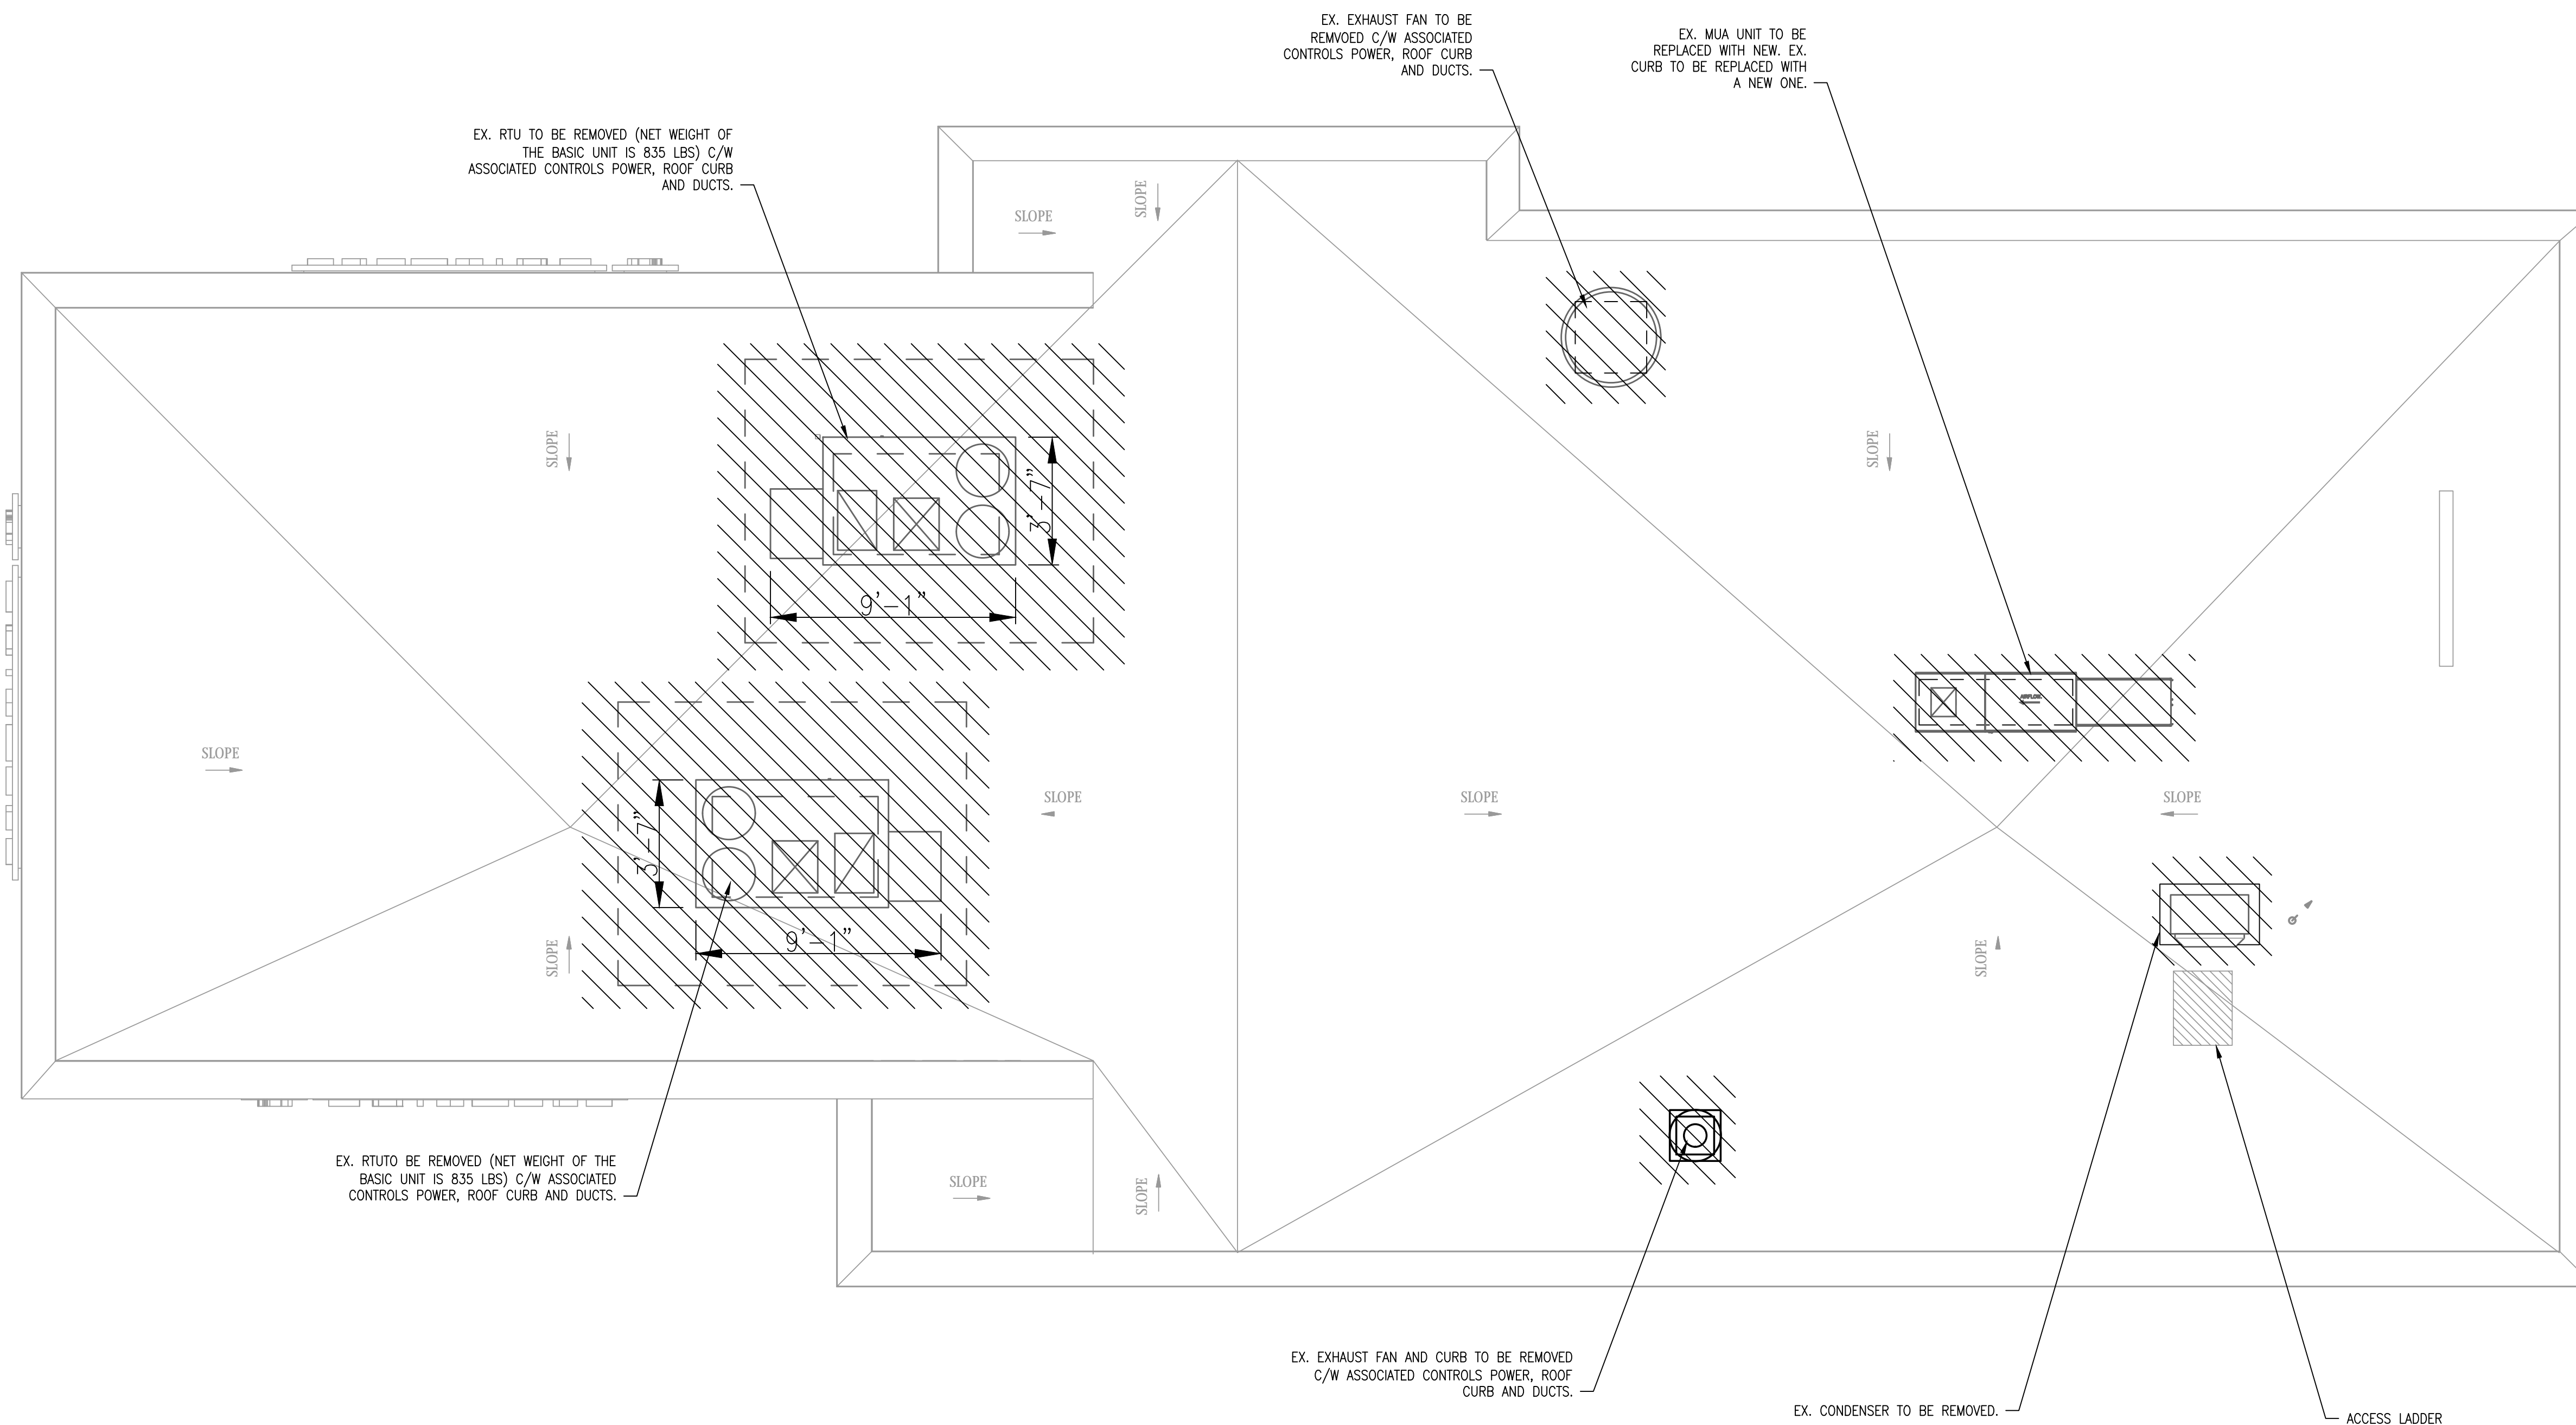 EX. EXHAUST FAN TO BE
REMVOED C/W ASSOCIATED
CONTROLS POWER, ROOF CURB
AND DUCTS.
EX. MUA UNIT TO BE
REPLACED WITH NEW. EX.
CURB TO BE REPLACED WITH
A NEW ONE.
EX. RTU TO BE REMOVED (NET WEIGHT OF
THE BASIC UNIT IS 835 LBS) C/W
ASSOCIATED CONTROLS POWER, ROOF CURB
AND DUCTS.
SLOPE
SLOPE
SLOPE
SLOPE
3'-7"
9'-1"
AIRFLOW
SLOPE
SLOPE
SLOPE
SLOPE
3'-7"
9'-1"
SLOPE
SLOPE
EX. RTUTO BE REMOVED (NET WEIGHT OF THE
BASIC UNIT IS 835 LBS) C/W ASSOCIATED
CONTROLS POWER, ROOF CURB AND DUCTS.
SLOPE
SLOPE
EX. EXHAUST FAN AND CURB TO BE REMOVED
C/W ASSOCIATED CONTROLS POWER, ROOF
CURB AND DUCTS.
EX. CONDENSER TO BE REMOVED.
ACCESS LADDER